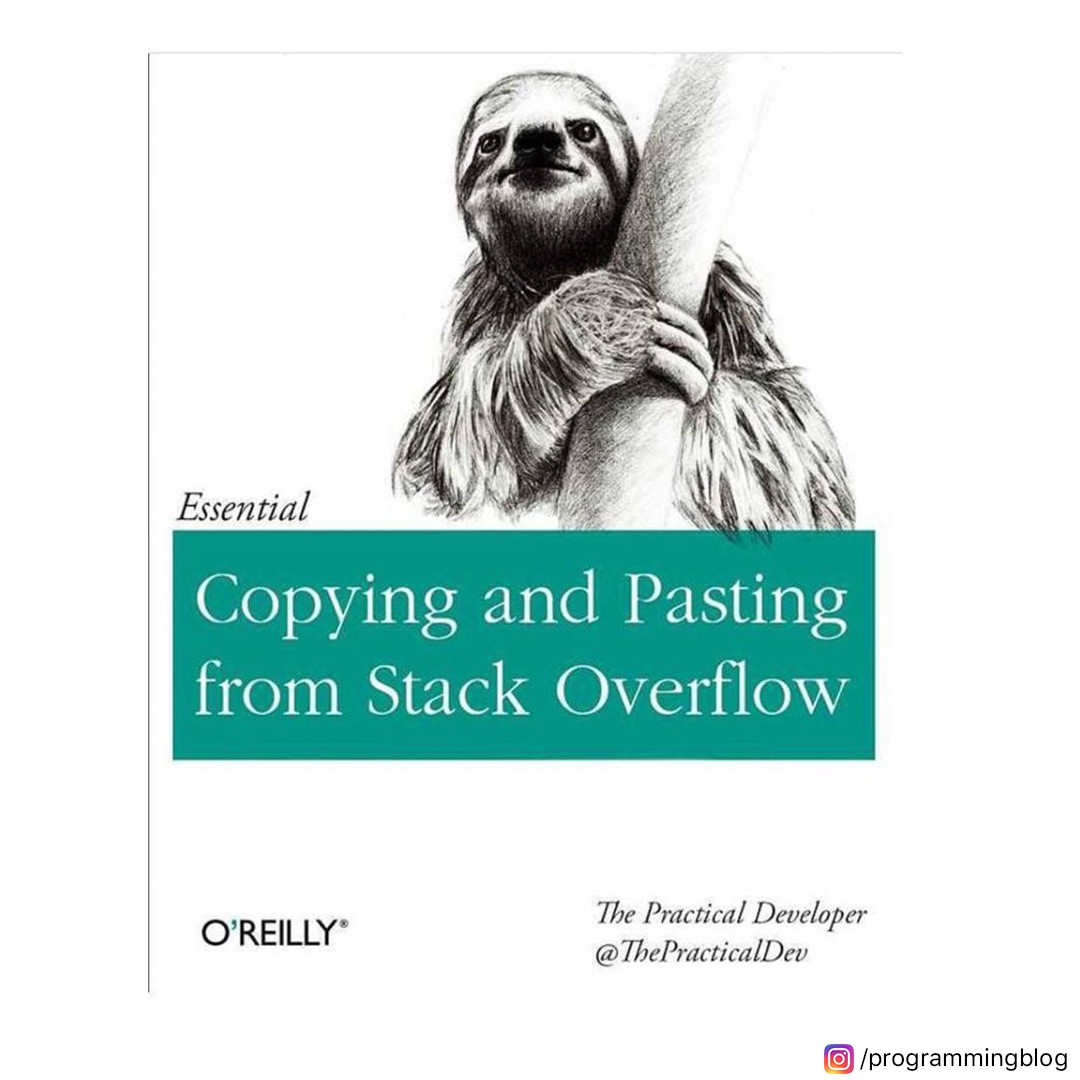 Essential
Copying and Pasting
from Stack Overflow
O'REILLY®
The Practical Developer
@ThePracticalDev
/programmingblog